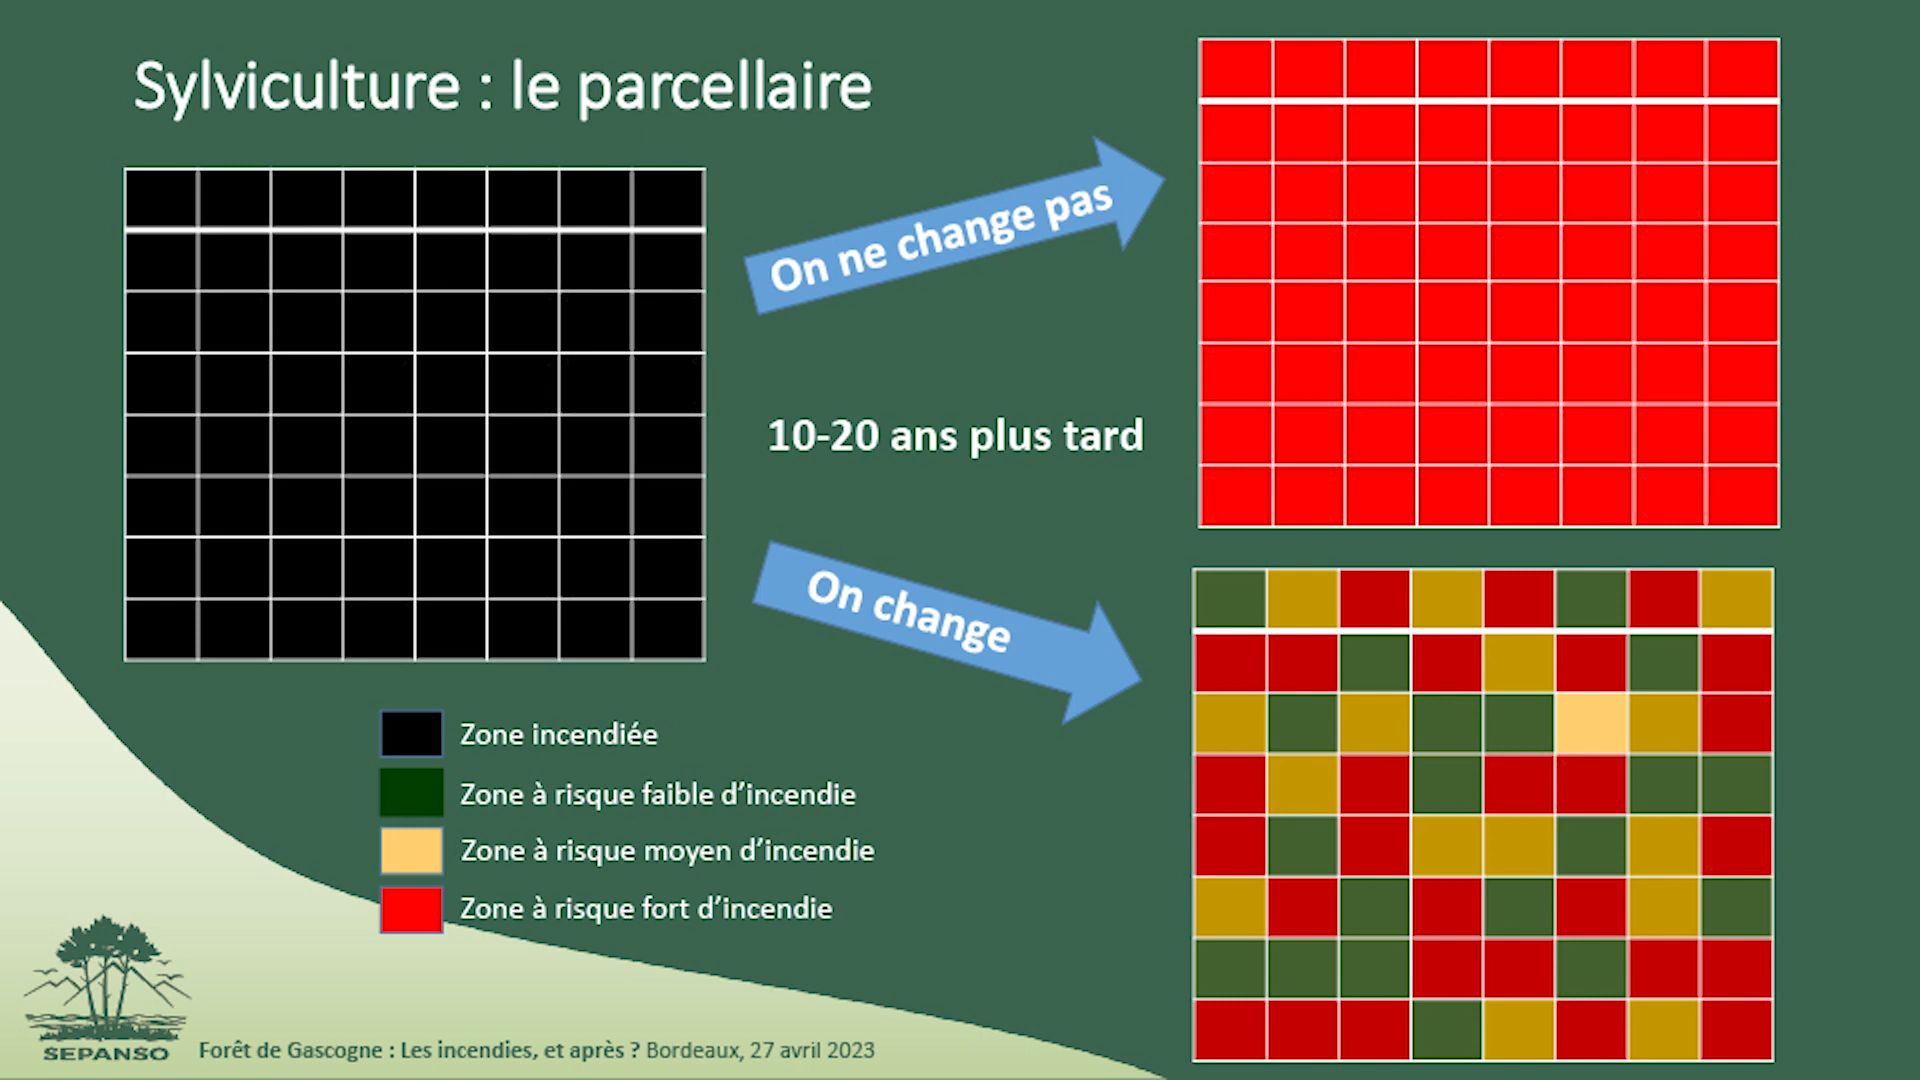 Sylviculture : le parcellaire
On ne change pas
10-20 ans plus tard
On change
Zone incendiée
Zone à risque faible d’incendie
Zone à risque moyen d’incendie
Zone à risque fort d’incendie
SEPANSO
Forêt de Gascogne : Les incendies, et après ? Bordeaux, 27 avril 2023